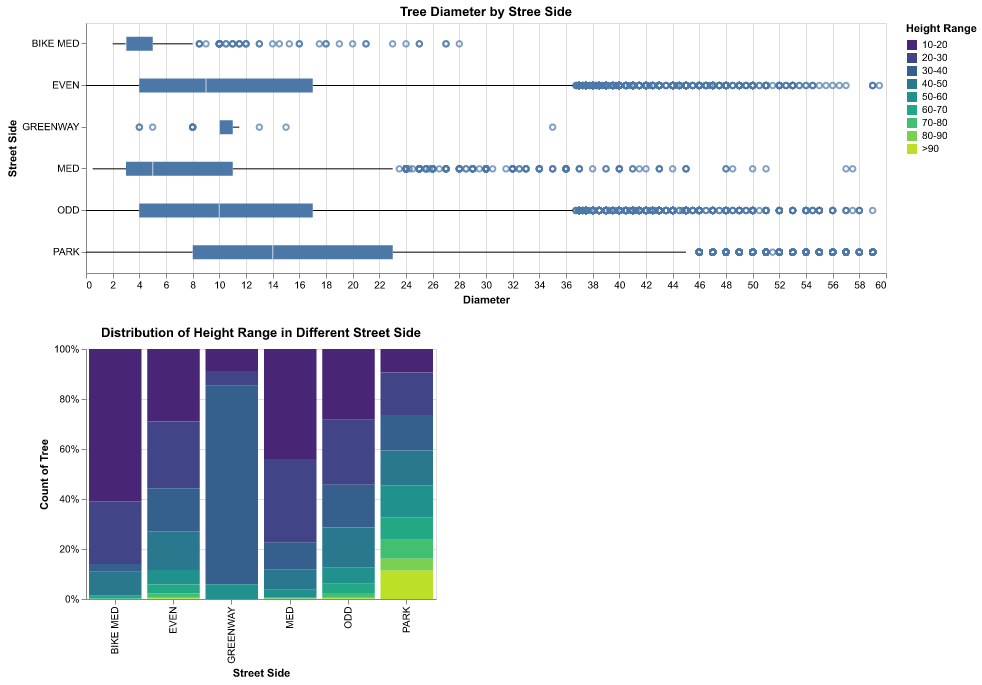 Tree Diameter by Stree Side
Street Side
BIKE MED
EVEN
GREENWAY
MED
ODD
PARK
0 2 4 6 8 10 12 14 16 18 20 22 24 26 28 30 32 34 36 38 40 42 44 46 48 50 52 54 56 58 60
Diameter
Height Range
10-20
20-30
30-40
40-50
50-60
60-70
70-80
80-90
>90
Distribution of Height Range in Different Street Side
Count of Tree
100%
80%
60%
40%
20%
0%
BIKE MED
EVEN
GREENWAY
MED
ODD
PARK
Street Side